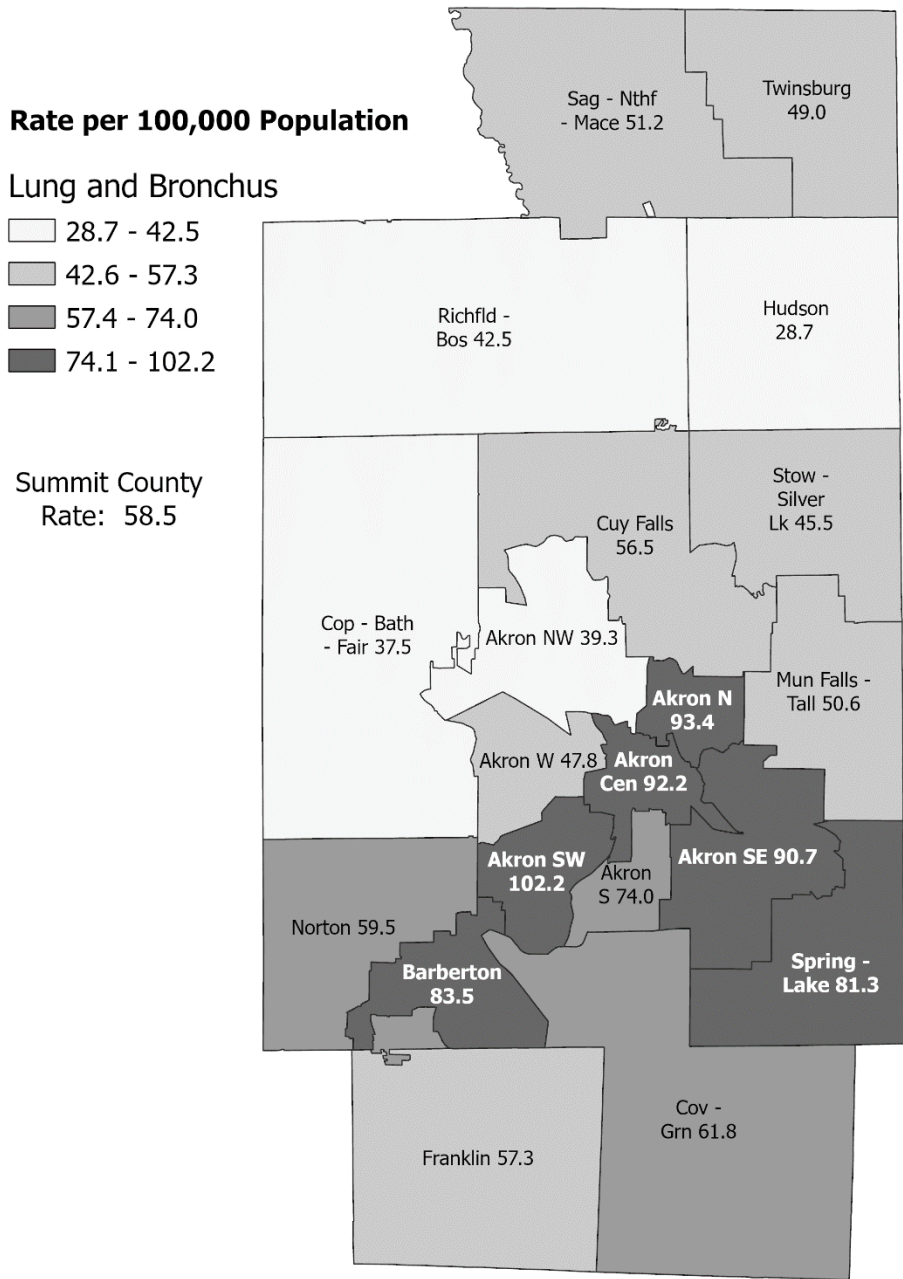 Rate per 100,000 Population
Lung and Bronchus
28.7 - 42.5
42.6 - 57.3
57.4 - 74.0
74.1 - 102.2
Summit County
Rate: 58.5
Sag - Nthf
- Mace 51.2
Twinsburg
49.0
Richfld -
Bos 42.5
Hudson
28.7
Cuy Falls
56.5
Stow -
Silver
Lk 45.5
Cop - Bath
- Fair 37.5
Akron NW 39.3
Akron N
93.4
Mun Falls -
Tall 50.6
Akron W 47.8
Akron
Cen 92.2
Akron SW
102.2
Akron
S 74.0
Akron SE 90.7
Norton 59.5
Barberton
83.5
Spring -
Lake 81.3
Franklin 57.3
Cov -
Grn 61.8